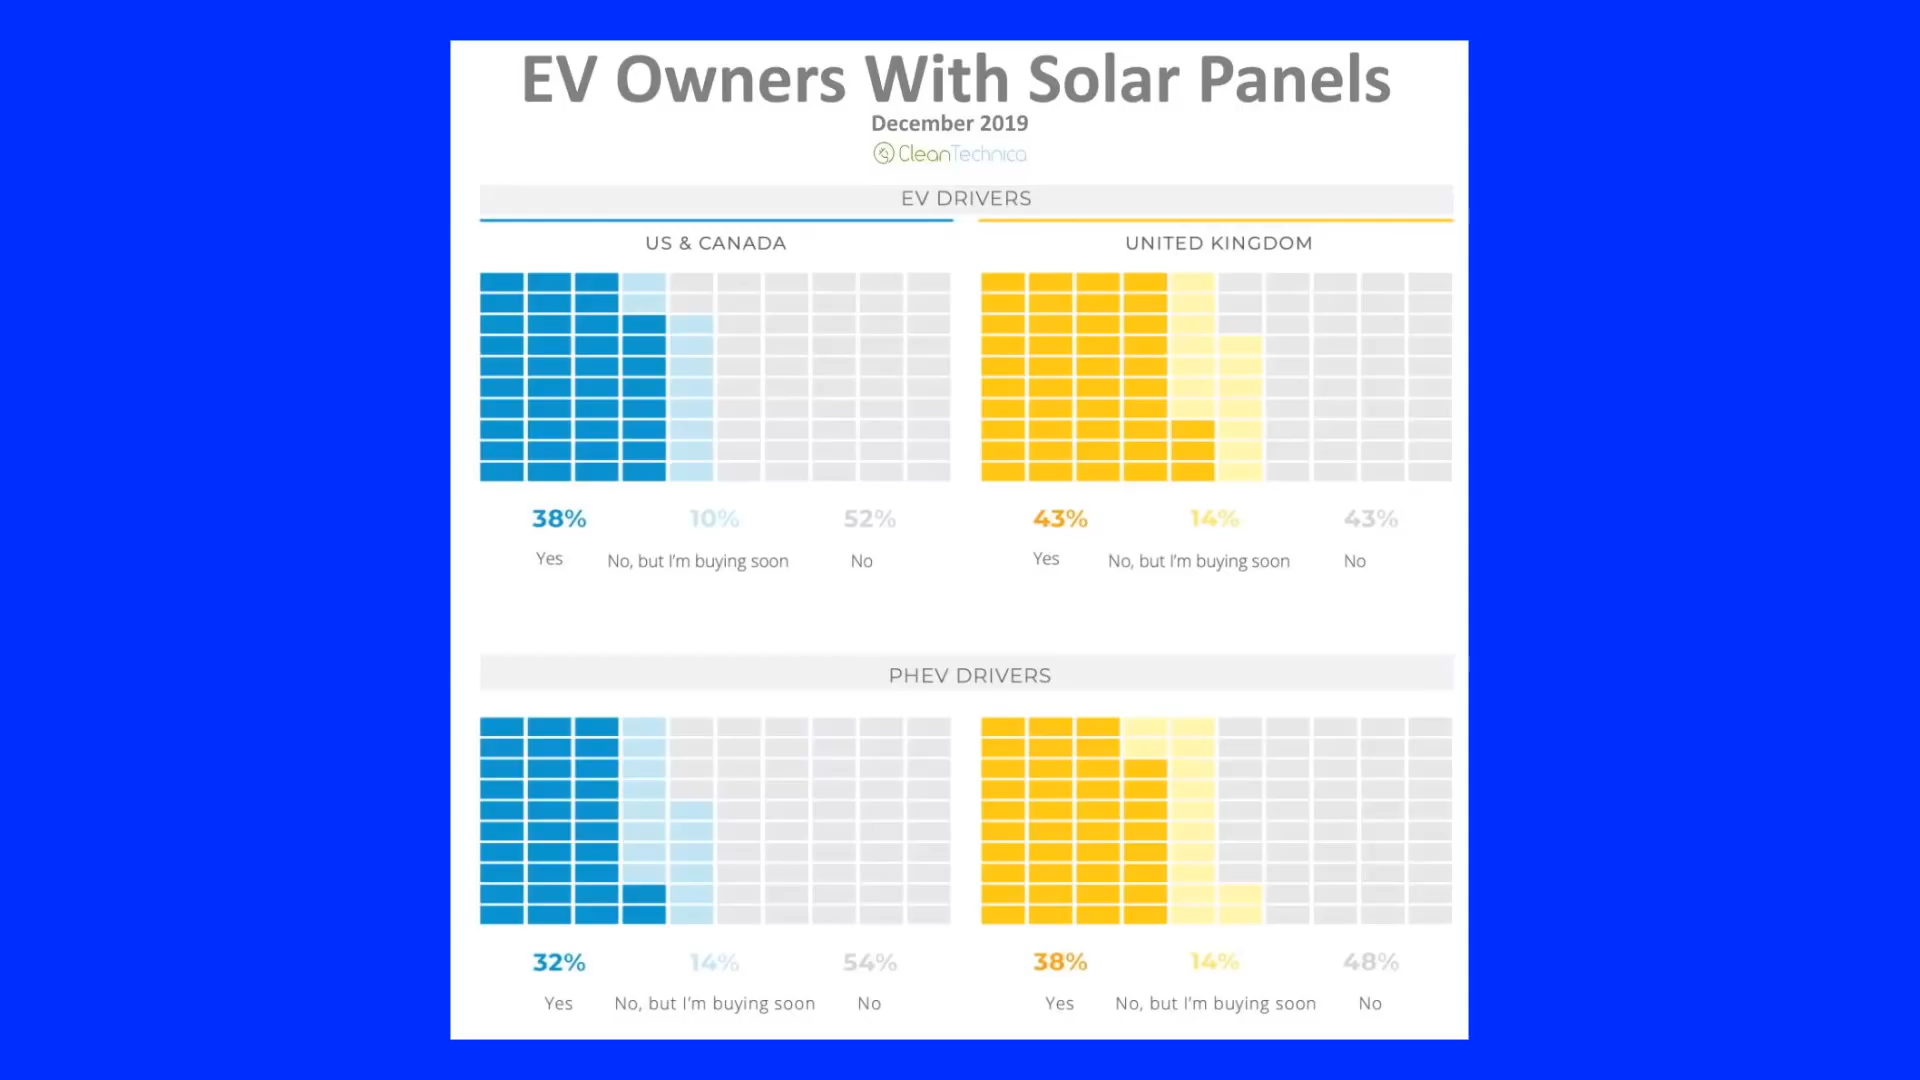 EV Owners With Solar Panels
December 2019
CleanTechnica
EV DRIVERS
US & CANADA
UNITED KINGDOM
38% 10% 52%
Yes No, but I'm buying soon No
43% 14% 43%
Yes No, but I'm buying soon No
PHEV DRIVERS
32% 14% 54%
Yes No, but I'm buying soon No
38% 14% 48%
Yes No, but I'm buying soon No